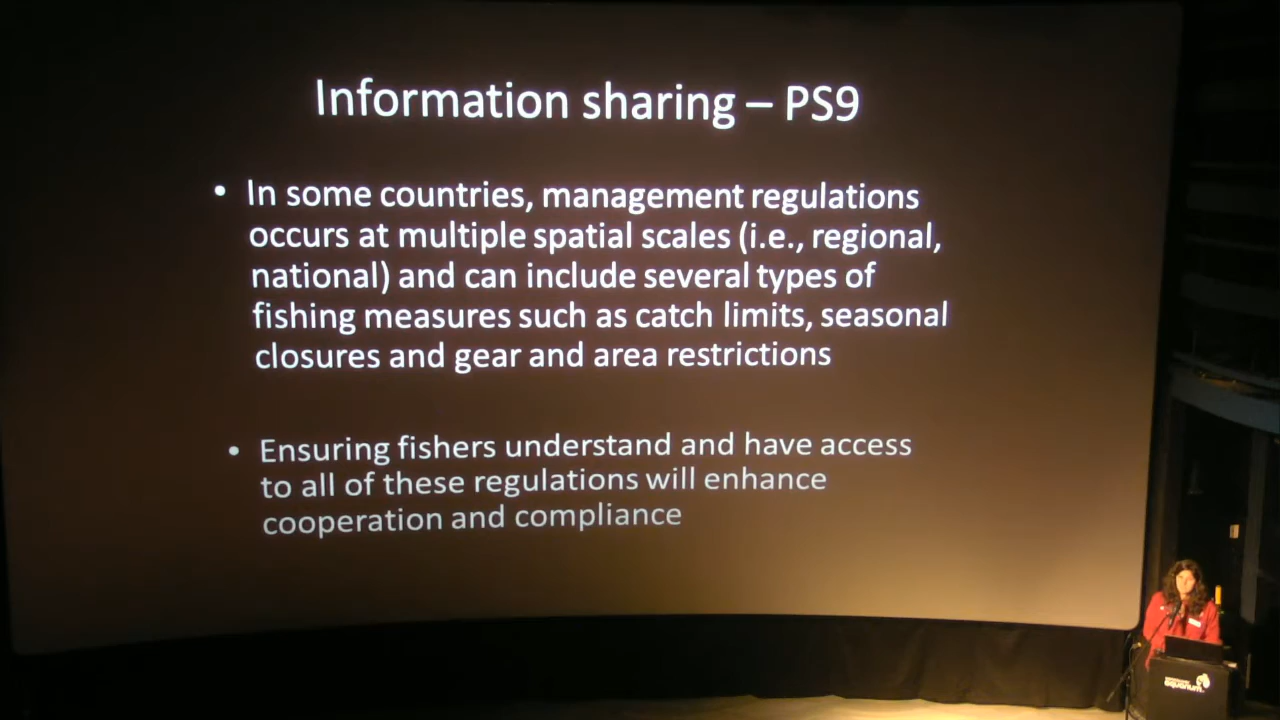 Information sharing – PS9
• In some countries, management regulations
occurs at multiple spatial scales (i.e., regional,
national) and can include several types of
fishing measures such as catch limits, seasonal
closures and gear and area restrictions
• Ensuring fishers understand and have access
to all of these regulations will enhance
cooperation and compliance
aquarium